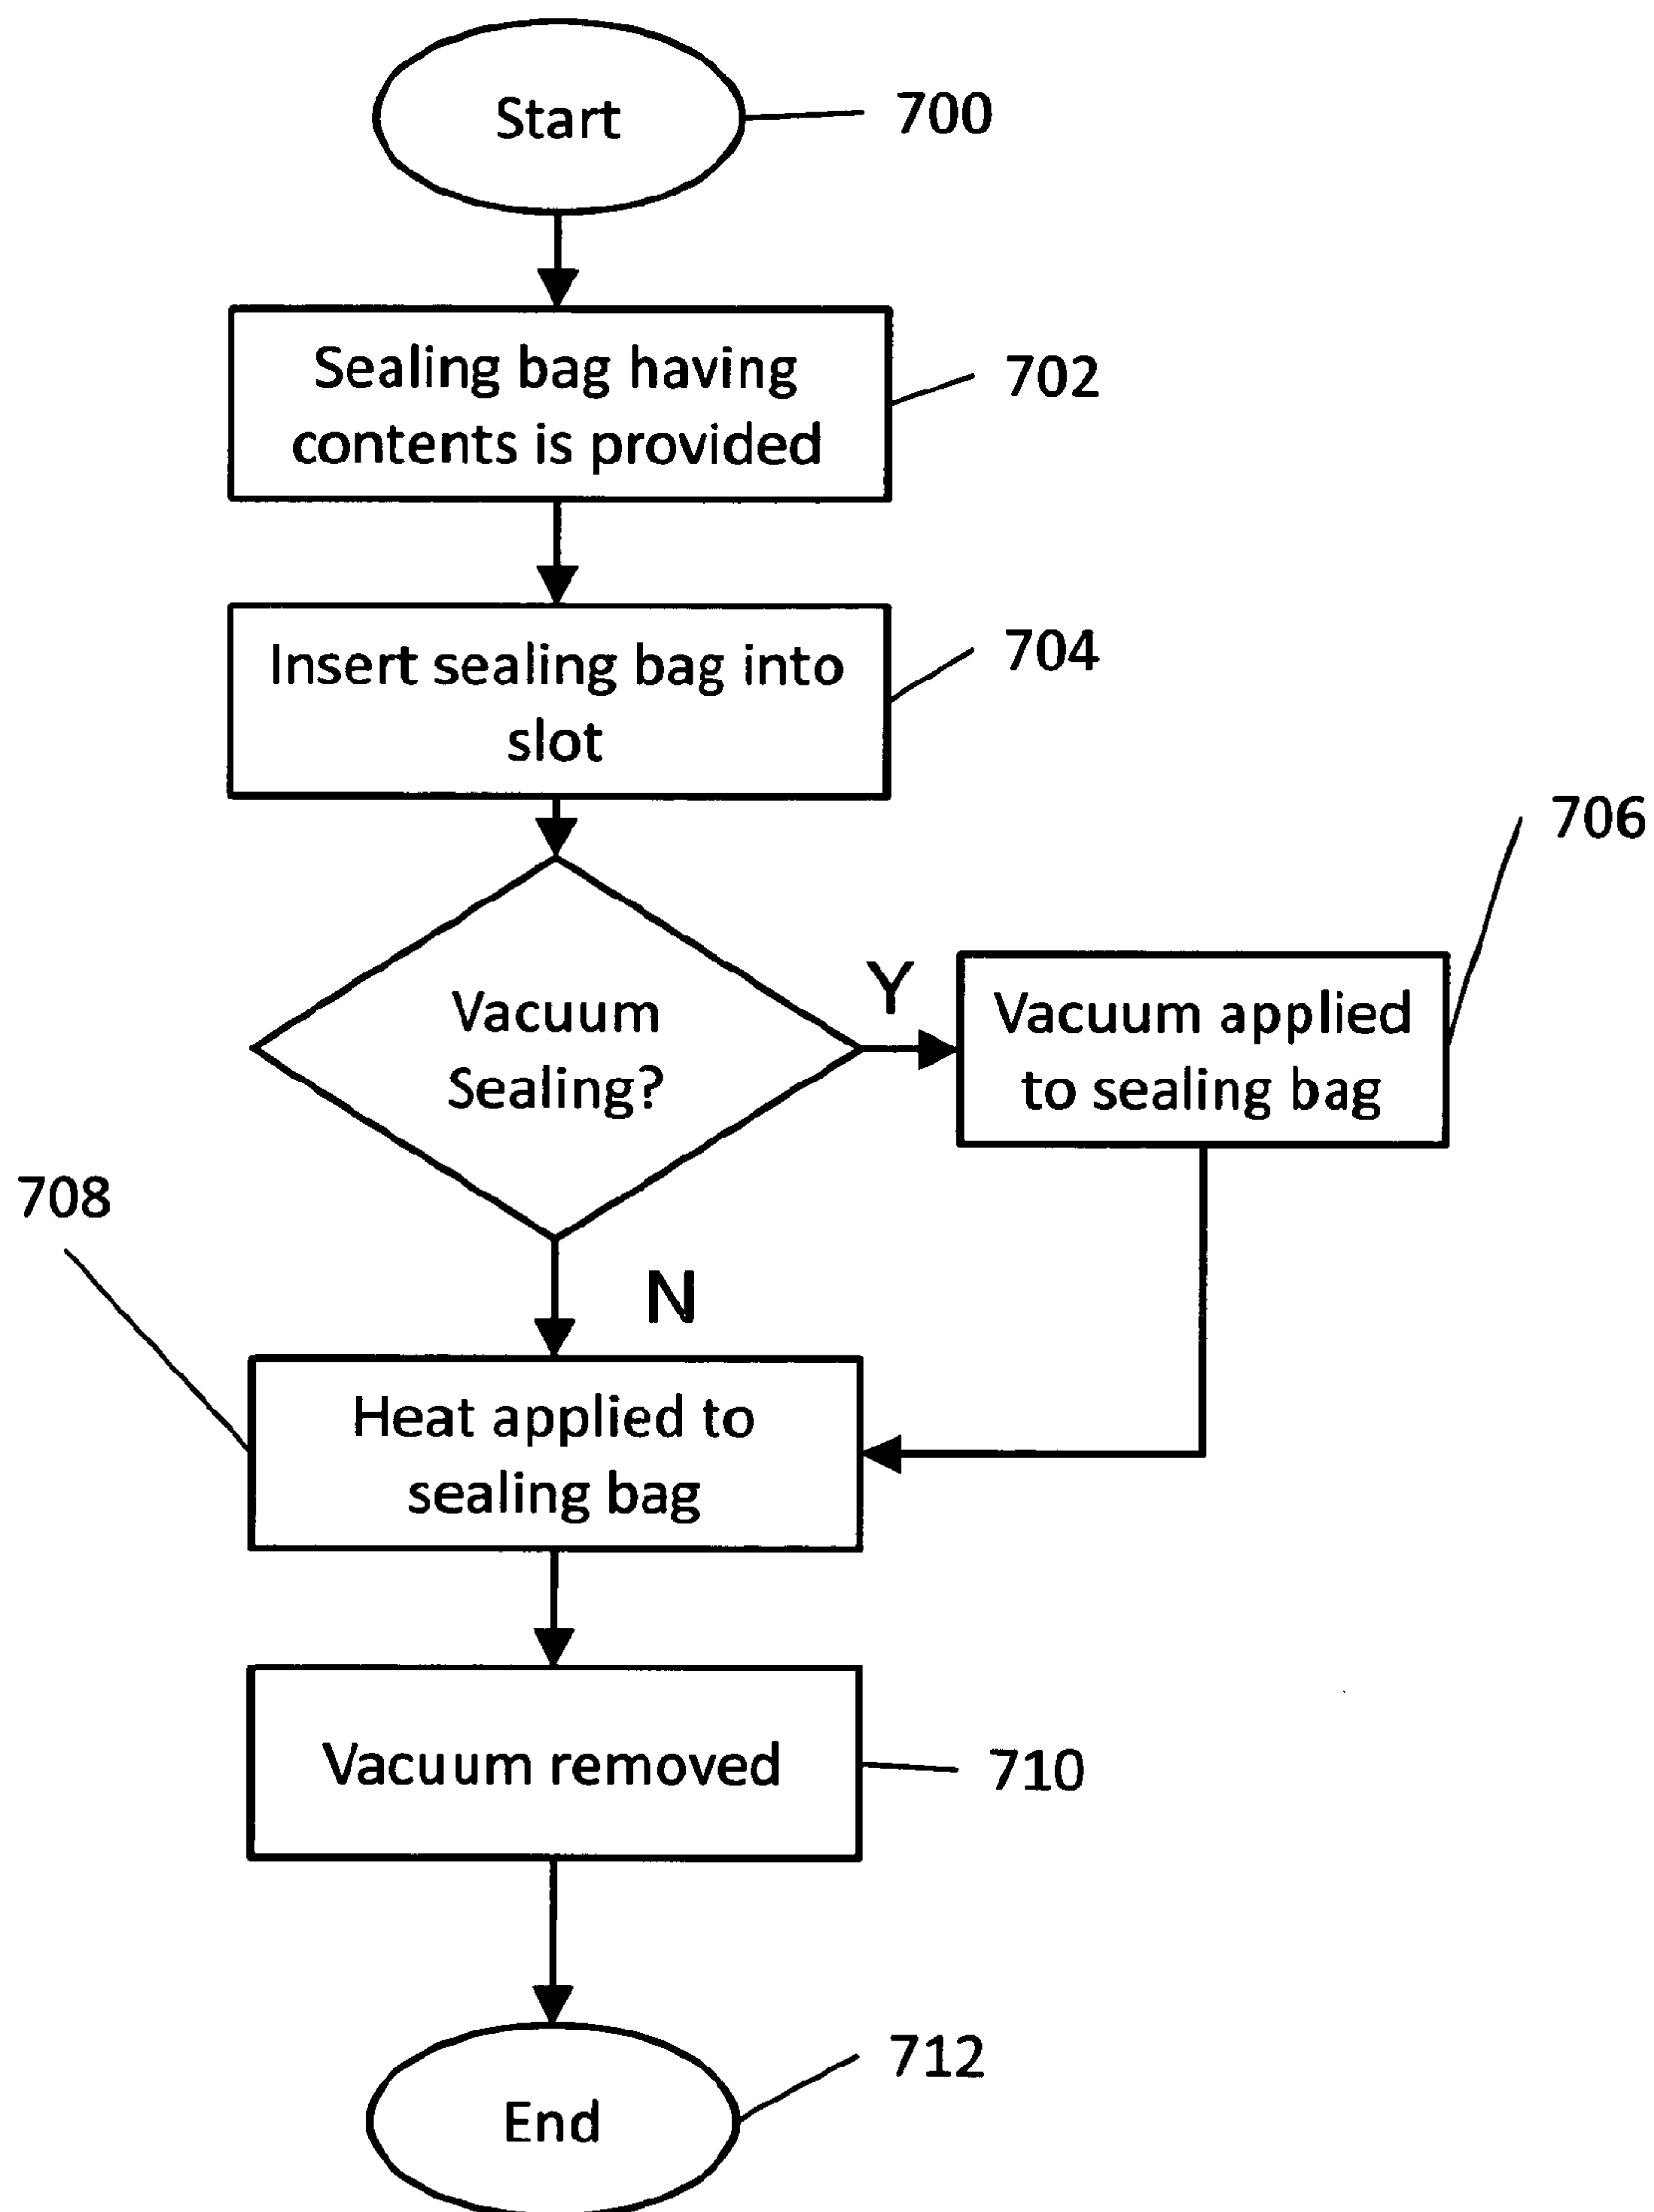 Start
700
Sealing bag having
contents is provided
702
Insert sealing bag into
slot
704
706
Vacuum
Sealing?
Y
Vacuum applied
to sealing bag
708
N
Heat applied to
sealing bag
Vacuum removed
710
712
End